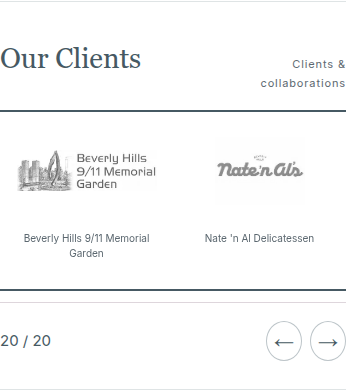 Our Clients
Clients &
collaborations
Beverly Hills
9/11 Memorial
Garden
Nate'n Al's
Beverly Hills 9/11 Memorial
Garden
Nate 'n Al Delicatessen
20 / 20
← →